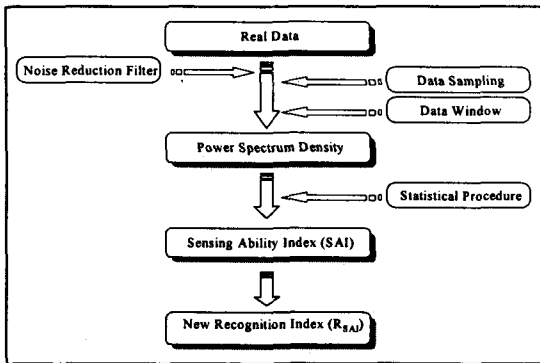 Real Data
Noise Reduction Filter
Data Sampling
Data Window
Power Spectrum Density
Statistical Procedure
Sensing Ability Index (SAI)
New Recognition Index (R_SAI)